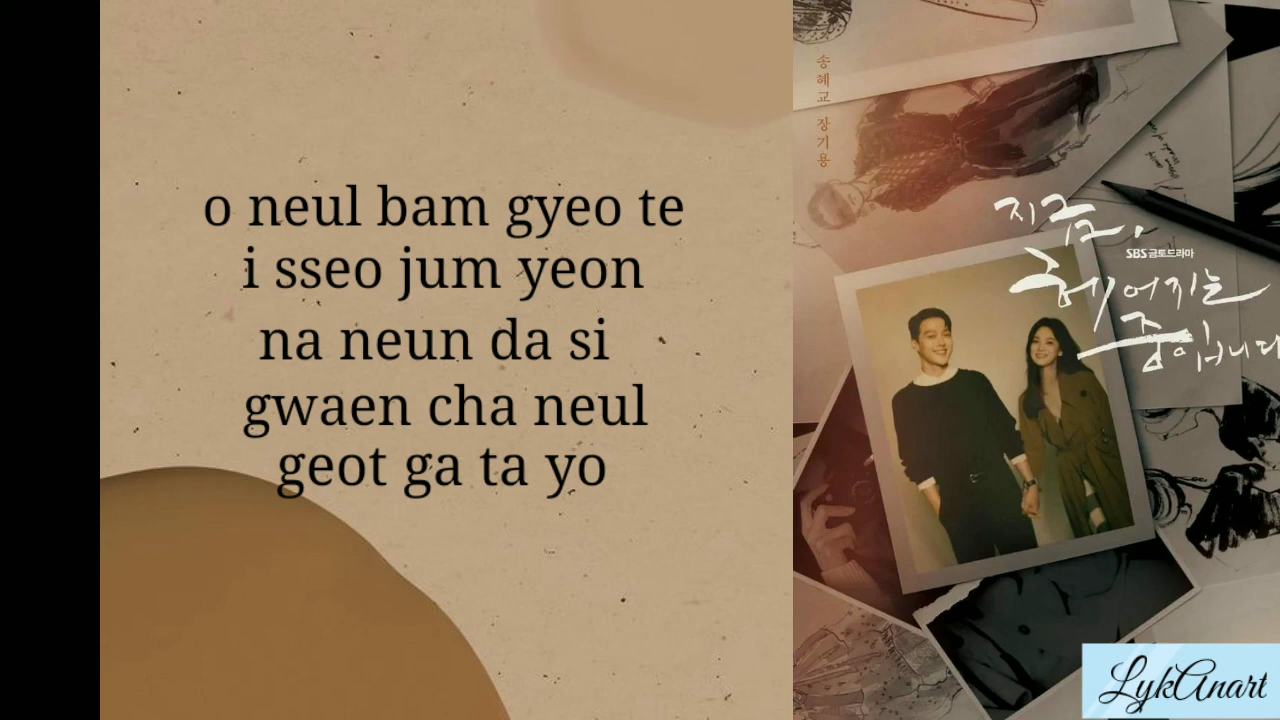 o neul bam gyeo te
i sseo jum yeon
na neun da si
gwaen cha neul
geot ga ta yo
송혜교 장기용
지금,
SBS 금토드라마
헤어지는
중입니다
LykAnart